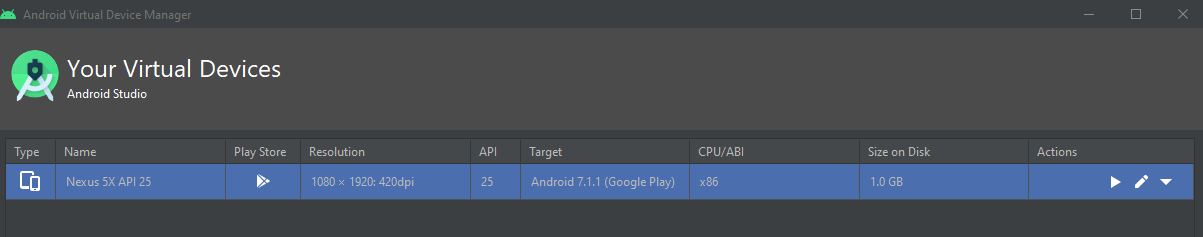 Android Virtual Device Manager
Your Virtual Devices
Android Studio
Type Name Play Store Resolution API Target CPU/ABI Size on Disk Actions
Nexus 5X API 25 1080 × 1920: 420dpi 25 Android 7.1.1 (Google Play) x86 1.0 GB